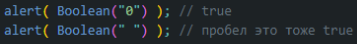 alert( Boolean("0") ); // true
alert( Boolean(" ") ); // пробел это тоже true